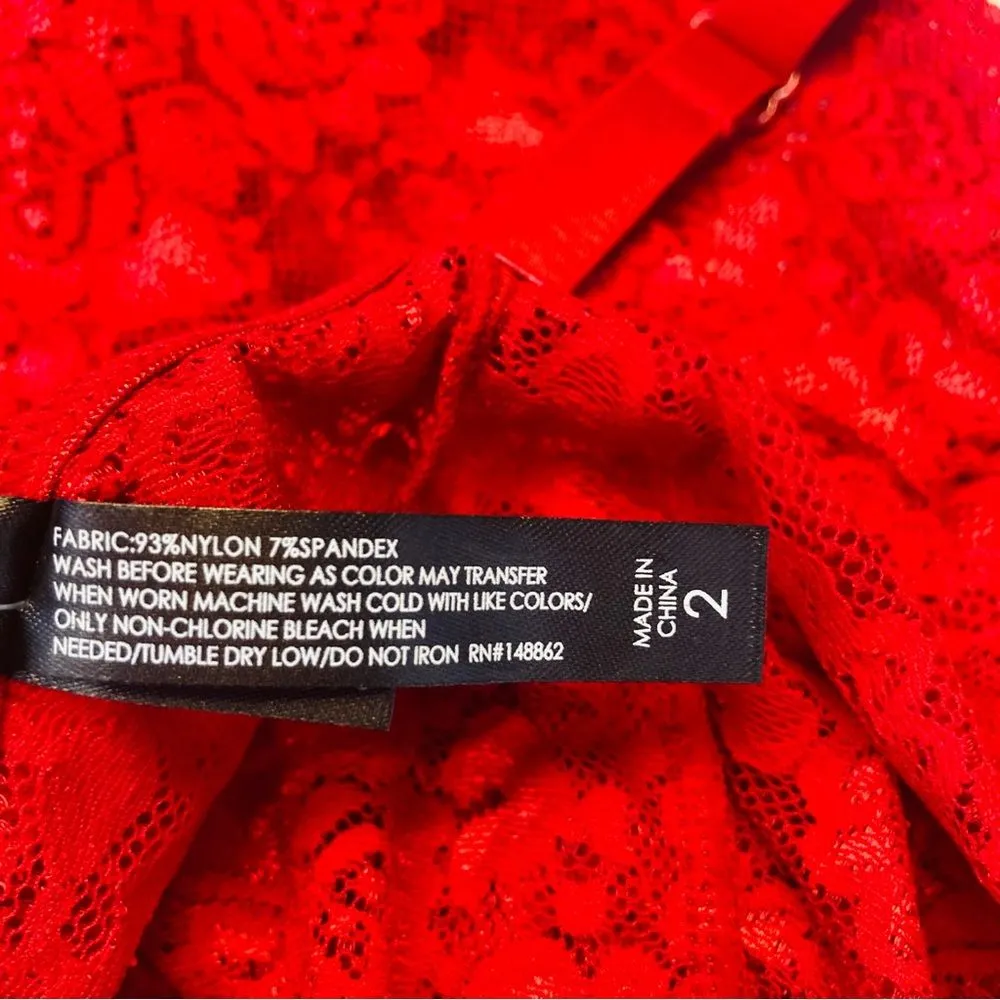 FABRIC:93%NYLON 7%SPANDEX
WASH BEFORE WEARING AS COLOR MAY TRANSFER
WHEN WORN MACHINE WASH COLD WITH LIKE COLORS/
ONLY NON-CHLORINE BLEACH WHEN
NEEDED/TUMBLE DRY LOW/DO NOT IRON RN#148862
MADE IN
CHINA
2